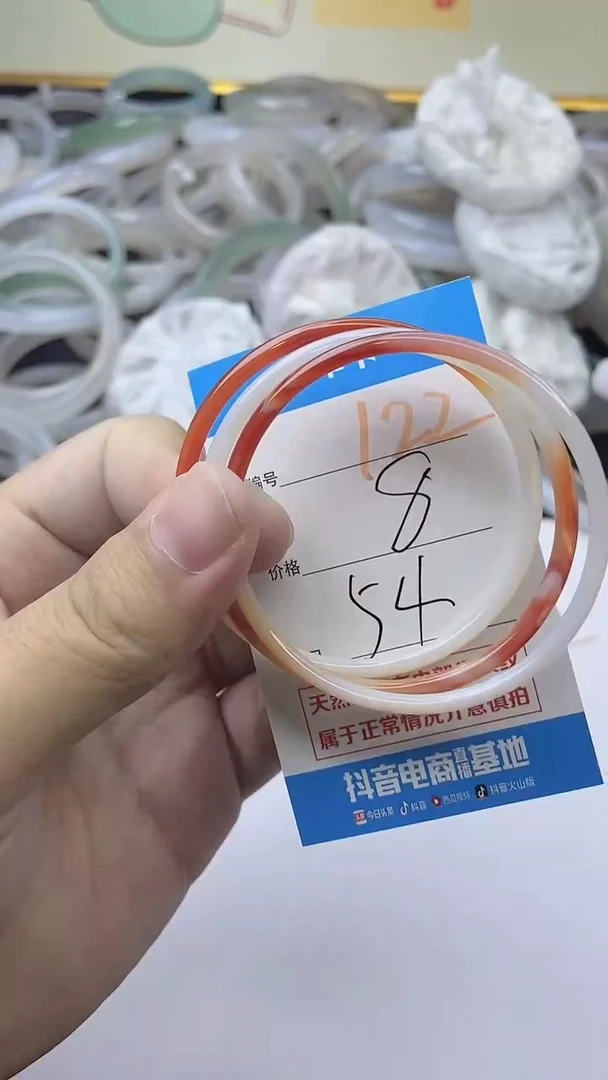 122
编号
8
价格
54
天然
属于正常情况介意慎拍
抖音电商直播基地
今日头条 抖音 西瓜视频 抖音火山版